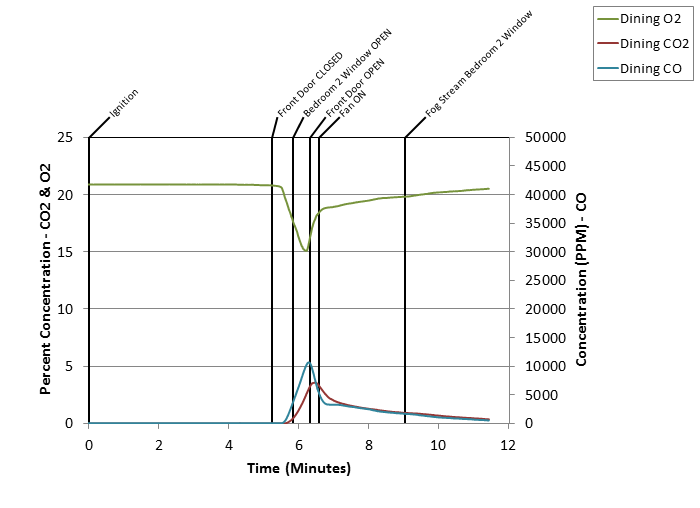 Dining O2
Dining CO2
Dining CO
Ignition
Front Door CLOSED
Bedroom 2 Window OPEN
Front Door OPEN
Fan ON
Fog Stream Bedroom 2 Window
Percent Concentration - CO2 & O2
25
20
15
10
5
0
50000
45000
40000
35000
30000
25000
20000
15000
10000
5000
0
Concentration (PPM) - CO
0
2
4
6
8
10
12
Time (Minutes)